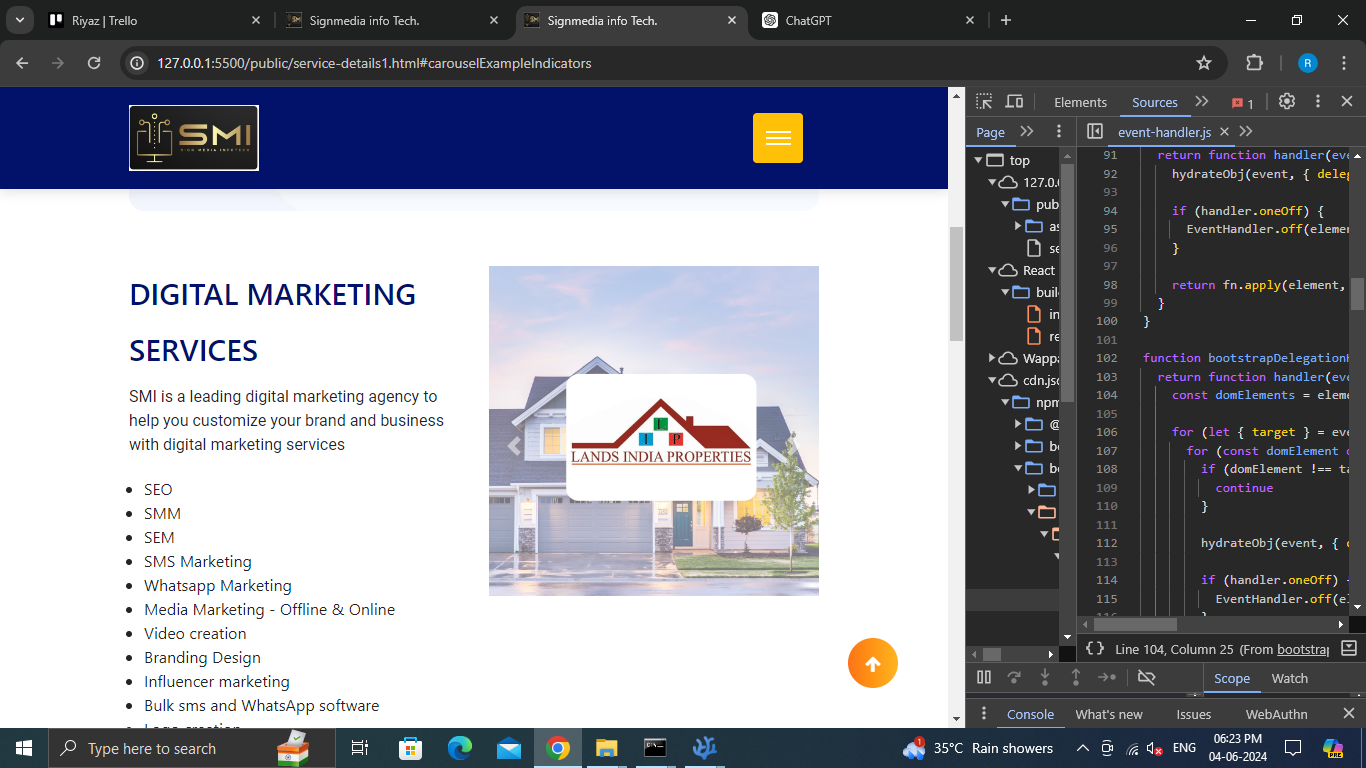 Riyaz | Trello
Signmedia info Tech.
Signmedia info Tech.
ChatGPT
127.0.0.1:5500/public/service-details1.html#carouselExampleIndicators
R
SMI
SIGN MEDIA INFOTECH
DIGITAL MARKETING
SERVICES
SMI is a leading digital marketing agency to
help you customize your brand and business
with digital marketing services
SEO
SMM
SEM
SMS Marketing
Whatsapp Marketing
Media Marketing - Offline & Online
Video creation
Branding Design
Influencer marketing
Bulk sms and WhatsApp software
L I P
LANDS INDIA PROPERTIES
Elements
Sources
1
Page
event-handler.js
top
127.0.0
pub
as
se
React
buil
in
re
Wappa
cdn.jsd
npm
@
bo
bo
91 return function handler(eve
92 hydrateObj(event, { deleg
93
94 if (handler.oneOff) {
95 EventHandler.off(elemen
96 }
97
98 return fn.apply(element,
99 }
100 }
101
102 function bootstrapDelegationH
103 return function handler(eve
104 const domElements = eleme
105
106 for (let { target } = eve
107 for (const domElement o
108 if (domElement !== ta
109 continue
110 }
111
112 hydrateObj(event, { d
113
114 if (handler.oneOff) {
115 EventHandler.off(el
{ } Line 104, Column 25 (From bootstrap
Scope
Watch
Console
What's new
Issues
WebAuthn
Type here to search
1
35°C Rain showers
ENG
06:23 PM
04-06-2024
PRE